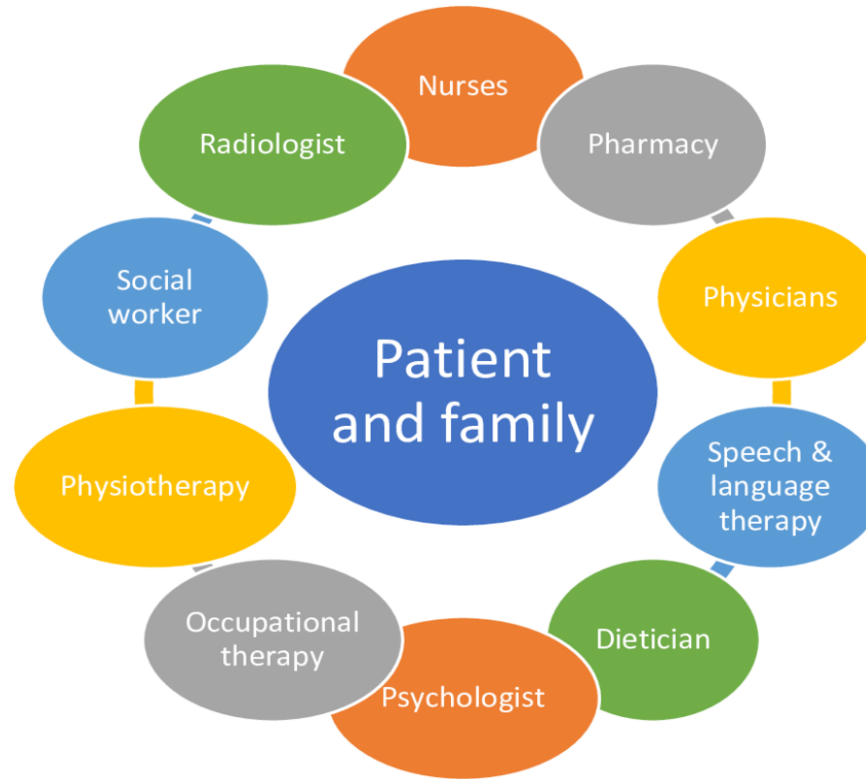 Nurses
Radiologist
Pharmacy
Social
worker
Physicians
Patient
and family
Physiotherapy
Speech &
language
therapy
Occupational
therapy
Dietician
Psychologist